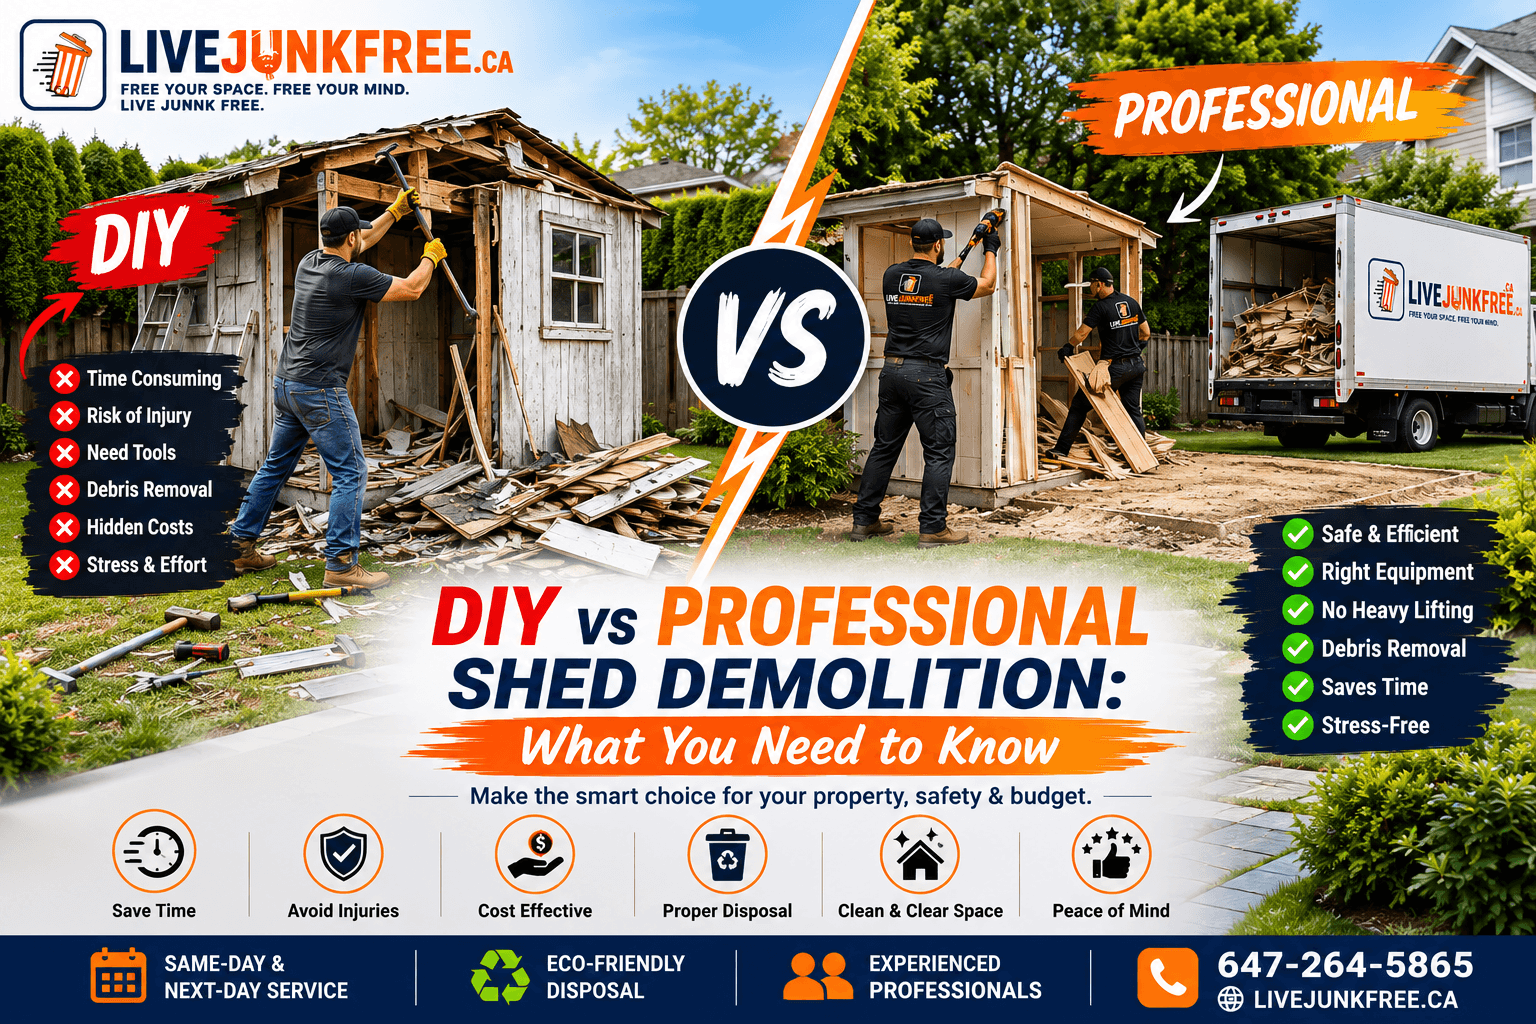 LIVEJUNKFREE.CA
FREE YOUR SPACE. FREE YOUR MIND.
LIVE JUNNK FREE.
DIY
Time Consuming
Risk of Injury
Need Tools
Debris Removal
Hidden Costs
Stress & Effort
VS
PROFESSIONAL
LIVEJUNKFREE
LIVEJUNKFREE.CA
.CA
FREE YOUR SPACE. FREE YOUR MIND.
Safe & Efficient
Right Equipment
No Heavy Lifting
Debris Removal
Saves Time
Stress-Free
DIY vs PROFESSIONAL
SHED DEMOLITION:
What You Need to Know
Make the smart choice for your property, safety & budget.
Save Time
Avoid Injuries
$
Cost Effective
Proper Disposal
Clean & Clear Space
Peace of Mind
SAME-DAY &
NEXT-DAY SERVICE
ECO-FRIENDLY
DISPOSAL
EXPERIENCED
PROFESSIONALS
647-264-5865
LIVEJUNKFREE.CA